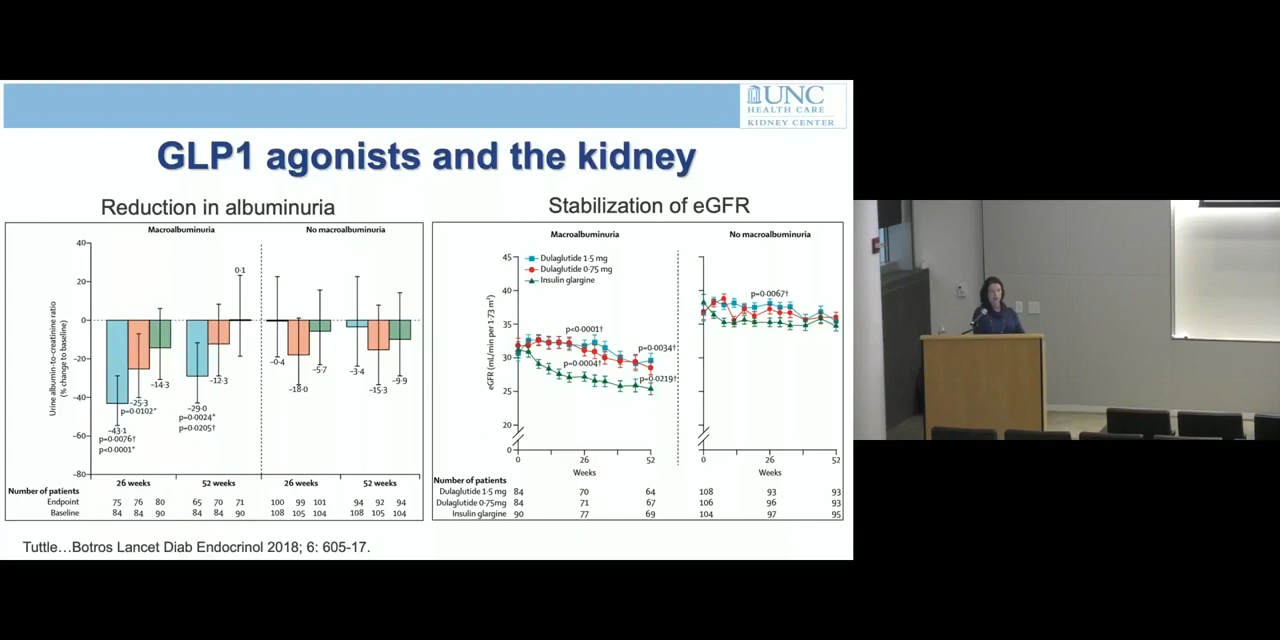 UNC
HEALTH CARE
KIDNEY CENTER
GLP1 agonists and the kidney
Reduction in albuminuria
Macroalbuminuria
No macroalbuminuria
Urine albumin-to-creatinine ratio
(% change to baseline)
40
20
0
−20
−40
−60
−80
−43·1
p=0·0076†
p<0·0001*
−25·3
p=0·0102*
−14·3
−29·0
p=0·0024*
p=0·0205†
−12·3
0·1
−0·4
−18·0
−5·7
−3·4
−15·3
−9·9
26 weeks
52 weeks
26 weeks
52 weeks
Number of patients
Endpoint 75 76 80 65 70 71 100 99 101 94 92 94
Baseline 84 84 90 84 84 90 108 105 104 108 105 104
Stabilization of eGFR
Macroalbuminuria
No macroalbuminuria
Dulaglutide 1·5 mg
Dulaglutide 0·75 mg
Insulin glargine
eGFR (mL/min per 1·73 m²)
45
40
35
30
25
20
0
p<0·0001†
p=0·0004†
p=0·0034†
p=0·0219†
p=0·0067†
0 26 52
Weeks
0 26 52
Weeks
Number of patients
Dulaglutide 1·5 mg 84 70 64 108 93 93
Dulaglutide 0·75mg 84 71 67 106 96 93
Insulin glargine 90 77 69 104 97 95
Tuttle…Botros Lancet Diab Endocrinol 2018; 6: 605-17.